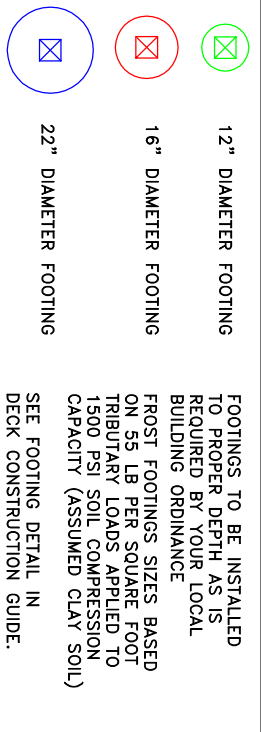 12" DIAMETER FOOTING
16" DIAMETER FOOTING
22" DIAMETER FOOTING
FOOTINGS TO BE INSTALLED
TO PROPER DEPTH AS IS
REQUIRED BY YOUR LOCAL
BUILDING ORDINANCE
FROST FOOTINGS SIZES BASED
ON 55 LB PER SQUARE FOOT
TRIBUTARY LOADS APPLIED TO
1500 PSI SOIL COMPRESSION
CAPACITY (ASSUMED CLAY SOIL)
SEE FOOTING DETAIL IN
DECK CONSTRUCTION GUIDE.